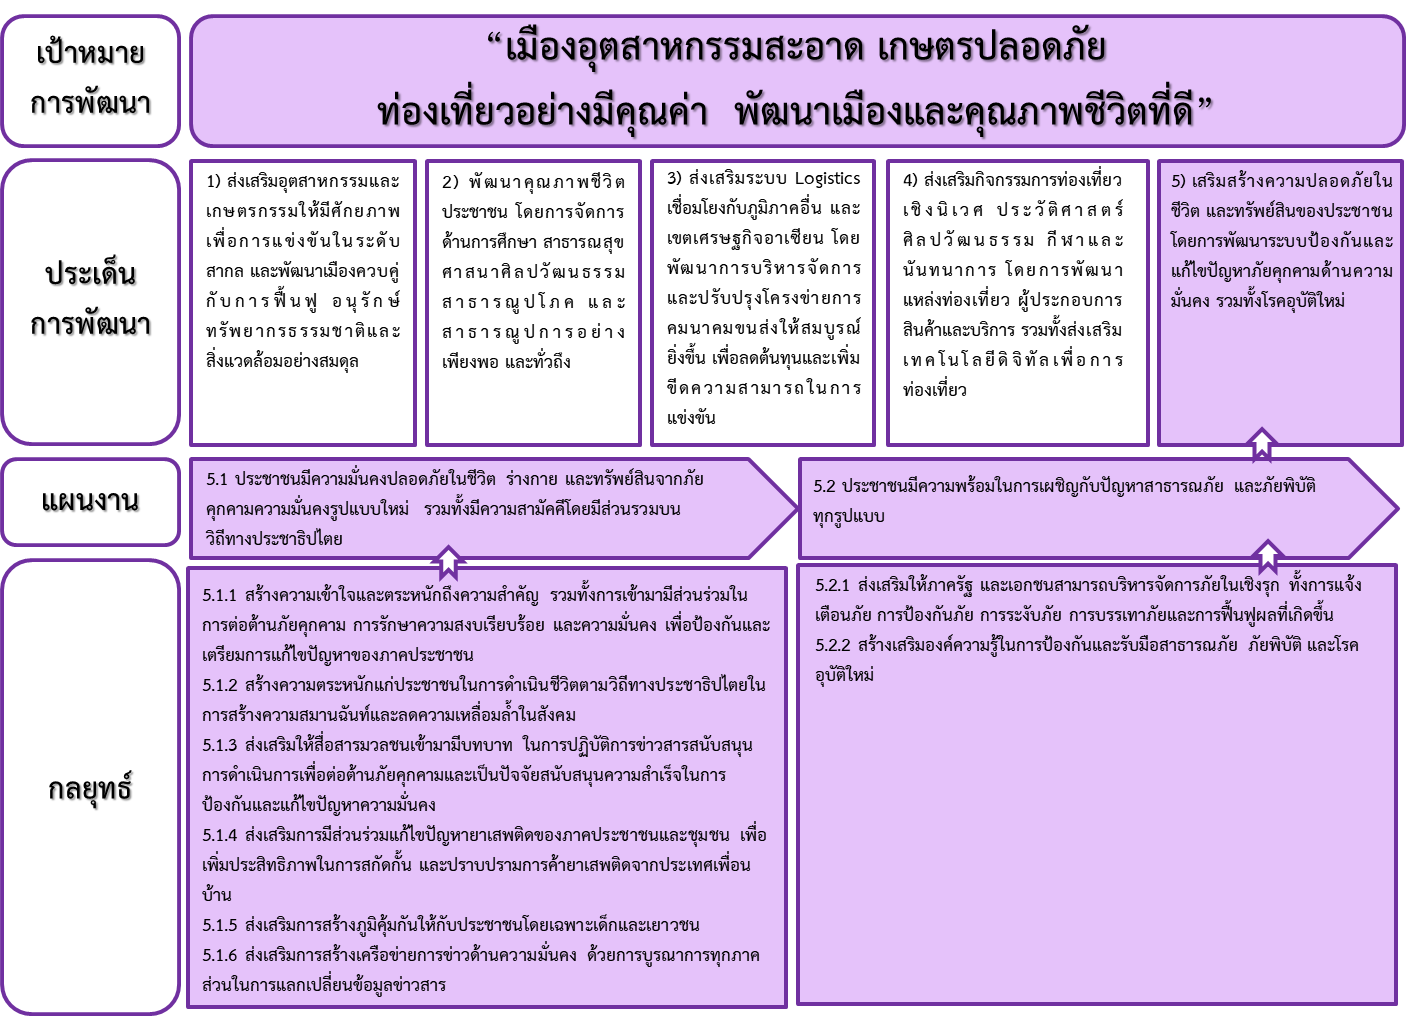 เป้าหมาย
การพัฒนา
“เมืองอุตสาหกรรมสะอาด เกษตรปลอดภัย
ท่องเที่ยวอย่างมีคุณค่า พัฒนาเมืองและคุณภาพชีวิตที่ดี”
ประเด็น
การพัฒนา
1) ส่งเสริมอุตสาหกรรมและ
เกษตรกรรมให้มีศักยภาพ
เพื่อการแข่งขันในระดับ
สากล และพัฒนาเมืองควบคู่
กับการฟื้นฟู อนุรักษ์
ทรัพยากรธรรมชาติและ
สิ่งแวดล้อมอย่างสมดุล
2) พัฒนาคุณภาพชีวิต
ประชาชน โดยการจัดการ
ด้านการศึกษา สาธารณสุข
ศาสนาศิลปวัฒนธรรม
สาธารณูปโภค และ
สาธารณูปการอย่าง
เพียงพอ และทั่วถึง
3) ส่งเสริมระบบ Logistics
เชื่อมโยงกับภูมิภาคอื่น และ
เขตเศรษฐกิจอาเซียน โดย
พัฒนาการบริหารจัดการ
และปรับปรุงโครงข่ายการ
คมนาคมขนส่งให้สมบูรณ์
ยิ่งขึ้น เพื่อลดต้นทุนและเพิ่ม
ขีดความสามารถในการ
แข่งขัน
4) ส่งเสริมกิจกรรมการท่องเที่ยว
เชิงนิเวศ ประวัติศาสตร์
ศิลปวัฒนธรรม กีฬาและ
นันทนาการ โดยการพัฒนา
แหล่งท่องเที่ยว ผู้ประกอบการ
สินค้าและบริการ รวมทั้งส่งเสริม
เทคโนโลยีดิจิทัลเพื่อการ
ท่องเที่ยว
5) เสริมสร้างความปลอดภัยใน
ชีวิต และทรัพย์สินของประชาชน
โดยการพัฒนาระบบป้องกันและ
แก้ไขปัญหาภัยคุกคามด้านความ
มั่นคง รวมทั้งโรคอุบัติใหม่
แผนงาน
5.1 ประชาชนมีความมั่นคงปลอดภัยในชีวิต ร่างกาย และทรัพย์สินจากภัย
คุกคามความมั่นคงรูปแบบใหม่ รวมทั้งมีความสามัคคีโดยมีส่วนรวมบน
วิถีทางประชาธิปไตย
5.2 ประชาชนมีความพร้อมในการเผชิญกับปัญหาสาธารณภัย และภัยพิบัติ
ทุกรูปแบบ
กลยุทธ์
5.1.1 สร้างความเข้าใจและตระหนักถึงความสำคัญ รวมทั้งการเข้ามามีส่วนร่วมใน
การต่อต้านภัยคุกคาม การรักษาความสงบเรียบร้อย และความมั่นคง เพื่อป้องกันและ
เตรียมการแก้ไขปัญหาของภาคประชาชน
5.1.2 สร้างความตระหนักแก่ประชาชนในการดำเนินชีวิตตามวิถีทางประชาธิปไตยใน
การสร้างความสมานฉันท์และลดความเหลื่อมล้ำในสังคม
5.1.3 ส่งเสริมให้สื่อสารมวลชนเข้ามามีบทบาท ในการปฏิบัติการข่าวสารสนับสนุน
การดำเนินการเพื่อต่อต้านภัยคุกคามและเป็นปัจจัยสนับสนุนความสำเร็จในการ
ป้องกันและแก้ไขปัญหาความมั่นคง
5.1.4 ส่งเสริมการมีส่วนร่วมแก้ไขปัญหายาเสพติดของภาคประชาชนและชุมชน เพื่อ
เพิ่มประสิทธิภาพในการสกัดกั้น และปราบปรามการค้ายาเสพติดจากประเทศเพื่อน
บ้าน
5.1.5 ส่งเสริมการสร้างภูมิคุ้มกันให้กับประชาชนโดยเฉพาะเด็กและเยาวชน
5.1.6 ส่งเสริมการสร้างเครือข่ายการข่าวด้านความมั่นคง ด้วยการบูรณาการทุกภาค
ส่วนในการแลกเปลี่ยนข้อมูลข่าวสาร
5.2.1 ส่งเสริมให้ภาครัฐ และเอกชนสามารถบริหารจัดการภัยในเชิงรุก ทั้งการแจ้ง
เตือนภัย การป้องกันภัย การระงับภัย การบรรเทาภัยและการฟื้นฟูผลที่เกิดขึ้น
5.2.2 สร้างเสริมองค์ความรู้ในการป้องกันและรับมือสาธารณภัย ภัยพิบัติ และโรค
อุบัติใหม่